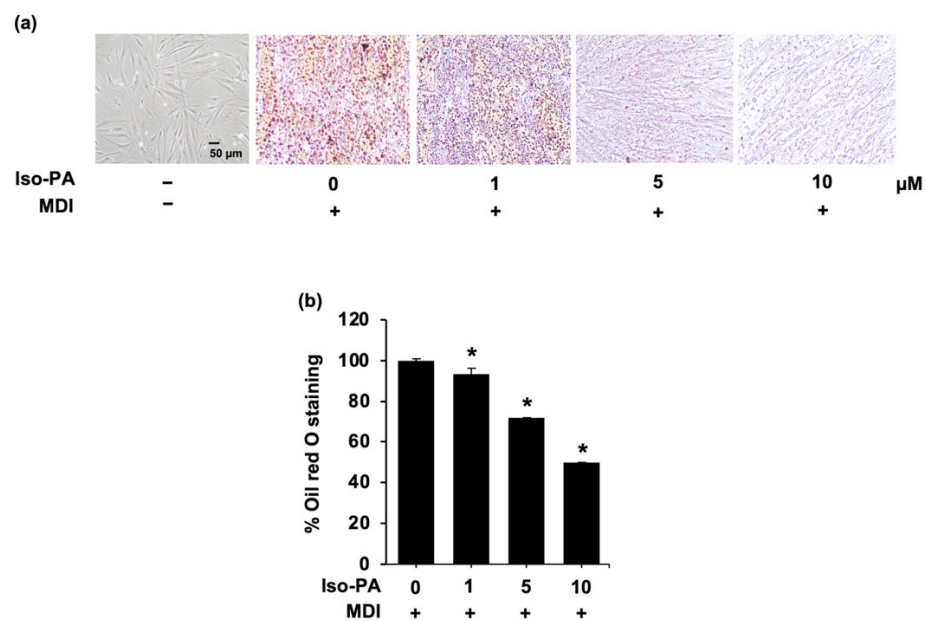 (a)
50 μm
Iso-PA – 0 1 5 10 μM
MDI – + + + +
(b)
120
100
80
60
40
20
0
% Oil red O staining
* * *
Iso-PA 0 1 5 10
MDI + + + +